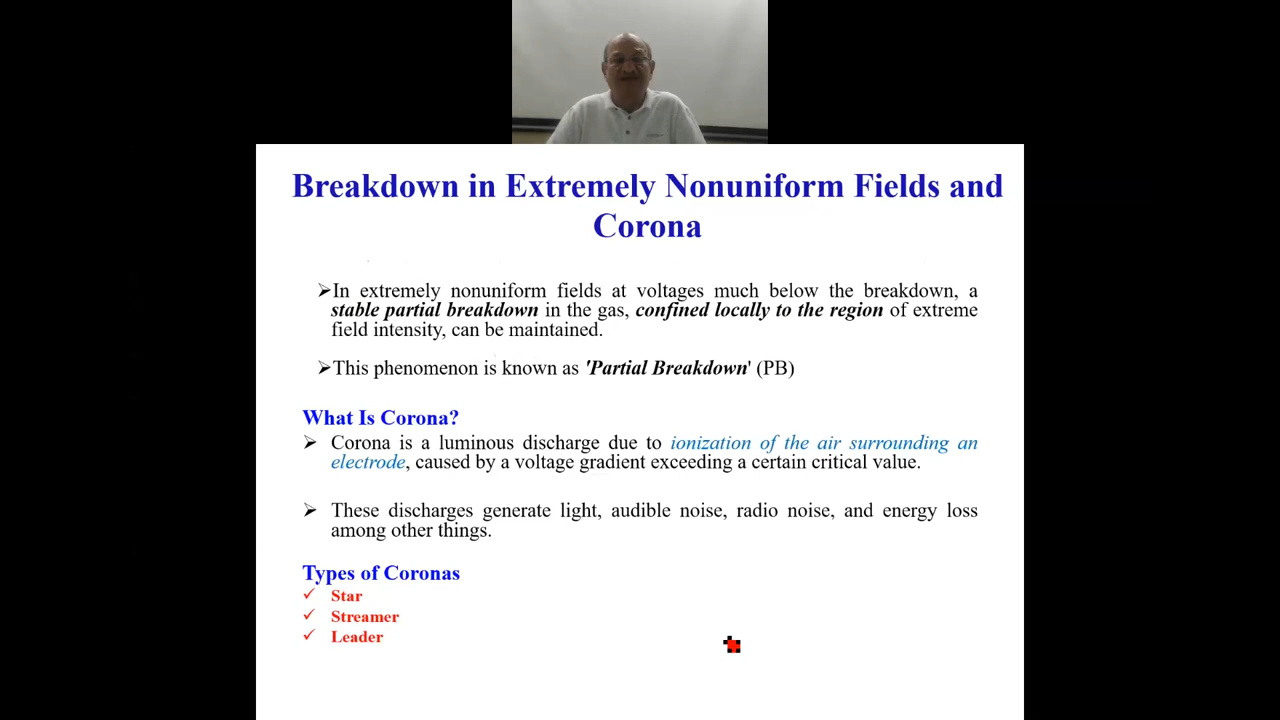 Breakdown in Extremely Nonuniform Fields and
Corona
➢In extremely nonuniform fields at voltages much below the breakdown, a
stable partial breakdown in the gas, confined locally to the region of extreme
field intensity, can be maintained.
➢This phenomenon is known as 'Partial Breakdown' (PB)
What Is Corona?
➢ Corona is a luminous discharge due to ionization of the air surrounding an
electrode, caused by a voltage gradient exceeding a certain critical value.
➢ These discharges generate light, audible noise, radio noise, and energy loss
among other things.
Types of Coronas
✓ Star
✓ Streamer
✓ Leader